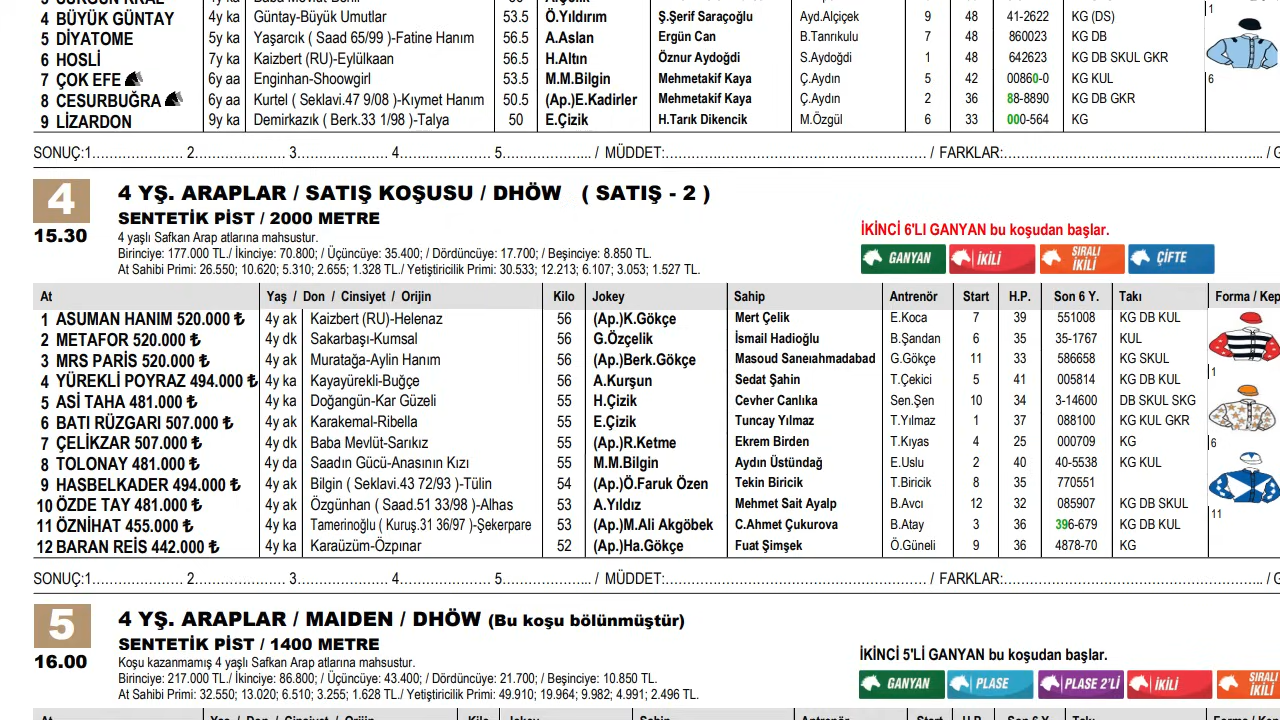 4 BÜYÜK GÜNTAY 4y ka Güntay-Büyük Umutlar 53.5 Ö.Yıldırım Ş.Şerif Saraçoğlu Ayd.Alçiçek 9 48 41-2622 KG (DS) 1
5 DİYATOME 5y ka Yaşarcık ( Saad 65/99 )-Fatine Hanım 56.5 A.Aslan Ergün Can B.Tanrıkulu 7 48 860023 KG DB
6 HOSLİ 7y ka Kaizbert (RU)-Eylülkaan 56.5 H.Altın Öznur Aydoğdi S.Aydoğdi 1 48 642623 KG DB SKUL GKR
7 ÇOK EFE 6y aa Enginhan-Shoowgirl 53.5 M.M.Bilgin Mehmetakif Kaya Ç.Aydın 5 42 00860-0 KG KUL 6
8 CESURBUĞRA 6y aa Kurtel ( Seklavi.47 9/08 )-Kıymet Hanım 50.5 (Ap.)E.Kadirler Mehmetakif Kaya Ç.Aydın 2 36 88-8890 KG DB GKR
9 LİZARDON 9y ka Demirkazık ( Berk.33 1/98 )-Talya 50 E.Çizik H.Tarık Dikencik M.Özgül 6 33 000-564 KG
SONUÇ:1........................ 2........................ 3........................ 4........................ 5........................ / MÜDDET:........................ / FARKLAR:........................ / G
4 4 YŞ. ARAPLAR / SATIŞ KOŞUSU / DHÖW ( SATIŞ - 2 )
SENTETİK PİST / 2000 METRE
15.30 4 yaşlı Safkan Arap atlarına mahsustur.
İKİNCİ 6'LI GANYAN bu koşudan başlar.
Birinciye: 177.000 TL./ İkinciye: 70.800; / Üçüncüye: 35.400; / Dördüncüye: 17.700; / Beşinciye: 8.850 TL.
At Sahibi Primi: 26.550; 10.620; 5.310; 2.655; 1.328 TL./ Yetiştiricilik Primi: 30.533; 12.213; 6.107; 3.053; 1.527 TL.
GANYAN İKİLİ SIRALI İKİLİ ÇİFTE
At Yaş / Don / Cinsiyet / Orijin Kilo Jokey Sahip Antrenör Start H.P. Son 6 Y. Takı Forma / Kep
1 ASUMAN HANIM 520.000 ₺ 4y ak Kaizbert (RU)-Helenaz 56 (Ap.)K.Gökçe Mert Çelik E.Koca 7 39 551008 KG DB KUL
2 METAFOR 520.000 ₺ 4y dk Sakarbaşı-Kumsal 56 G.Özçelik İsmail Hadioğlu B.Şandan 6 35 35-1767 KUL
3 MRS PARİS 520.000 ₺ 4y ak Muratağa-Aylin Hanım 56 (Ap.)Berk.Gökçe Masoud Saneıahmadabad G.Gökçe 11 33 586658 KG SKUL 1
4 YÜREKLİ POYRAZ 494.000 ₺ 4y ka Kayayürekli-Buğçe 56 A.Kurşun Sedat Şahin T.Çekici 5 41 005814 KG DB KUL
5 ASİ TAHA 481.000 ₺ 4y ka Doğangün-Kar Güzeli 55 H.Çizik Cevher Canlıka Sen.Şen 10 34 3-14600 DB SKUL SKG
6 BATI RÜZGARI 507.000 ₺ 4y ak Karakemal-Ribella 55 E.Çizik Tuncay Yılmaz T.Yılmaz 1 37 088100 KG KUL GKR
7 ÇELİKZAR 507.000 ₺ 4y dk Baba Mevlüt-Sarıkız 55 (Ap.)R.Ketme Ekrem Birden T.Kıyas 4 25 000709 KG 6
8 TOLONAY 481.000 ₺ 4y da Saadın Gücü-Anasının Kızı 55 M.M.Bilgin Aydın Üstündağ E.Uslu 2 40 40-5538 KG KUL
9 HASBELKADER 494.000 ₺ 4y ak Bilgin ( Seklavi.43 72/93 )-Tülin 54 (Ap.)Ö.Faruk Özen Tekin Biricik T.Biricik 8 35 770551
10 ÖZDE TAY 481.000 ₺ 4y ak Özgünhan ( Saad.51 33/98 )-Alhas 53 A.Yıldız Mehmet Sait Ayalp B.Avcı 12 32 085907 KG DB SKUL 11
11 ÖZNİHAT 455.000 ₺ 4y ka Tamerinoğlu ( Kuruş.31 36/97 )-Şekerpare 53 (Ap.)M.Ali Akgöbek C.Ahmet Çukurova B.Atay 3 36 396-679 KG DB KUL
12 BARAN REİS 442.000 ₺ 4y ka Karaüzüm-Özpınar 52 (Ap.)Ha.Gökçe Fuat Şimşek Ö.Güneli 9 36 4878-70 KG
SONUÇ:1........................ 2........................ 3........................ 4........................ 5........................ / MÜDDET:........................ / FARKLAR:........................ / G
5 4 YŞ. ARAPLAR / MAIDEN / DHÖW (Bu koşu bölünmüştür)
SENTETİK PİST / 1400 METRE
16.00 Koşu kazanmamış 4 yaşlı Safkan Arap atlarına mahsustur.
İKİNCİ 5'Lİ GANYAN bu koşudan başlar.
Birinciye: 217.000 TL./ İkinciye: 86.800; / Üçüncüye: 43.400; / Dördüncüye: 21.700; / Beşinciye: 10.850 TL.
At Sahibi Primi: 32.550; 13.020; 6.510; 3.255; 1.628 TL./ Yetiştiricilik Primi: 49.910; 19.964; 9.982; 4.991; 2.496 TL.
GANYAN PLASE PLASE 2'Lİ İKİLİ SIRALI İKİLİ
At Yaş / Don / Cinsiyet / Orijin Kilo Jokey Sahip Antrenör Start H.P. Son 6 Y. Takı Forma / Kep